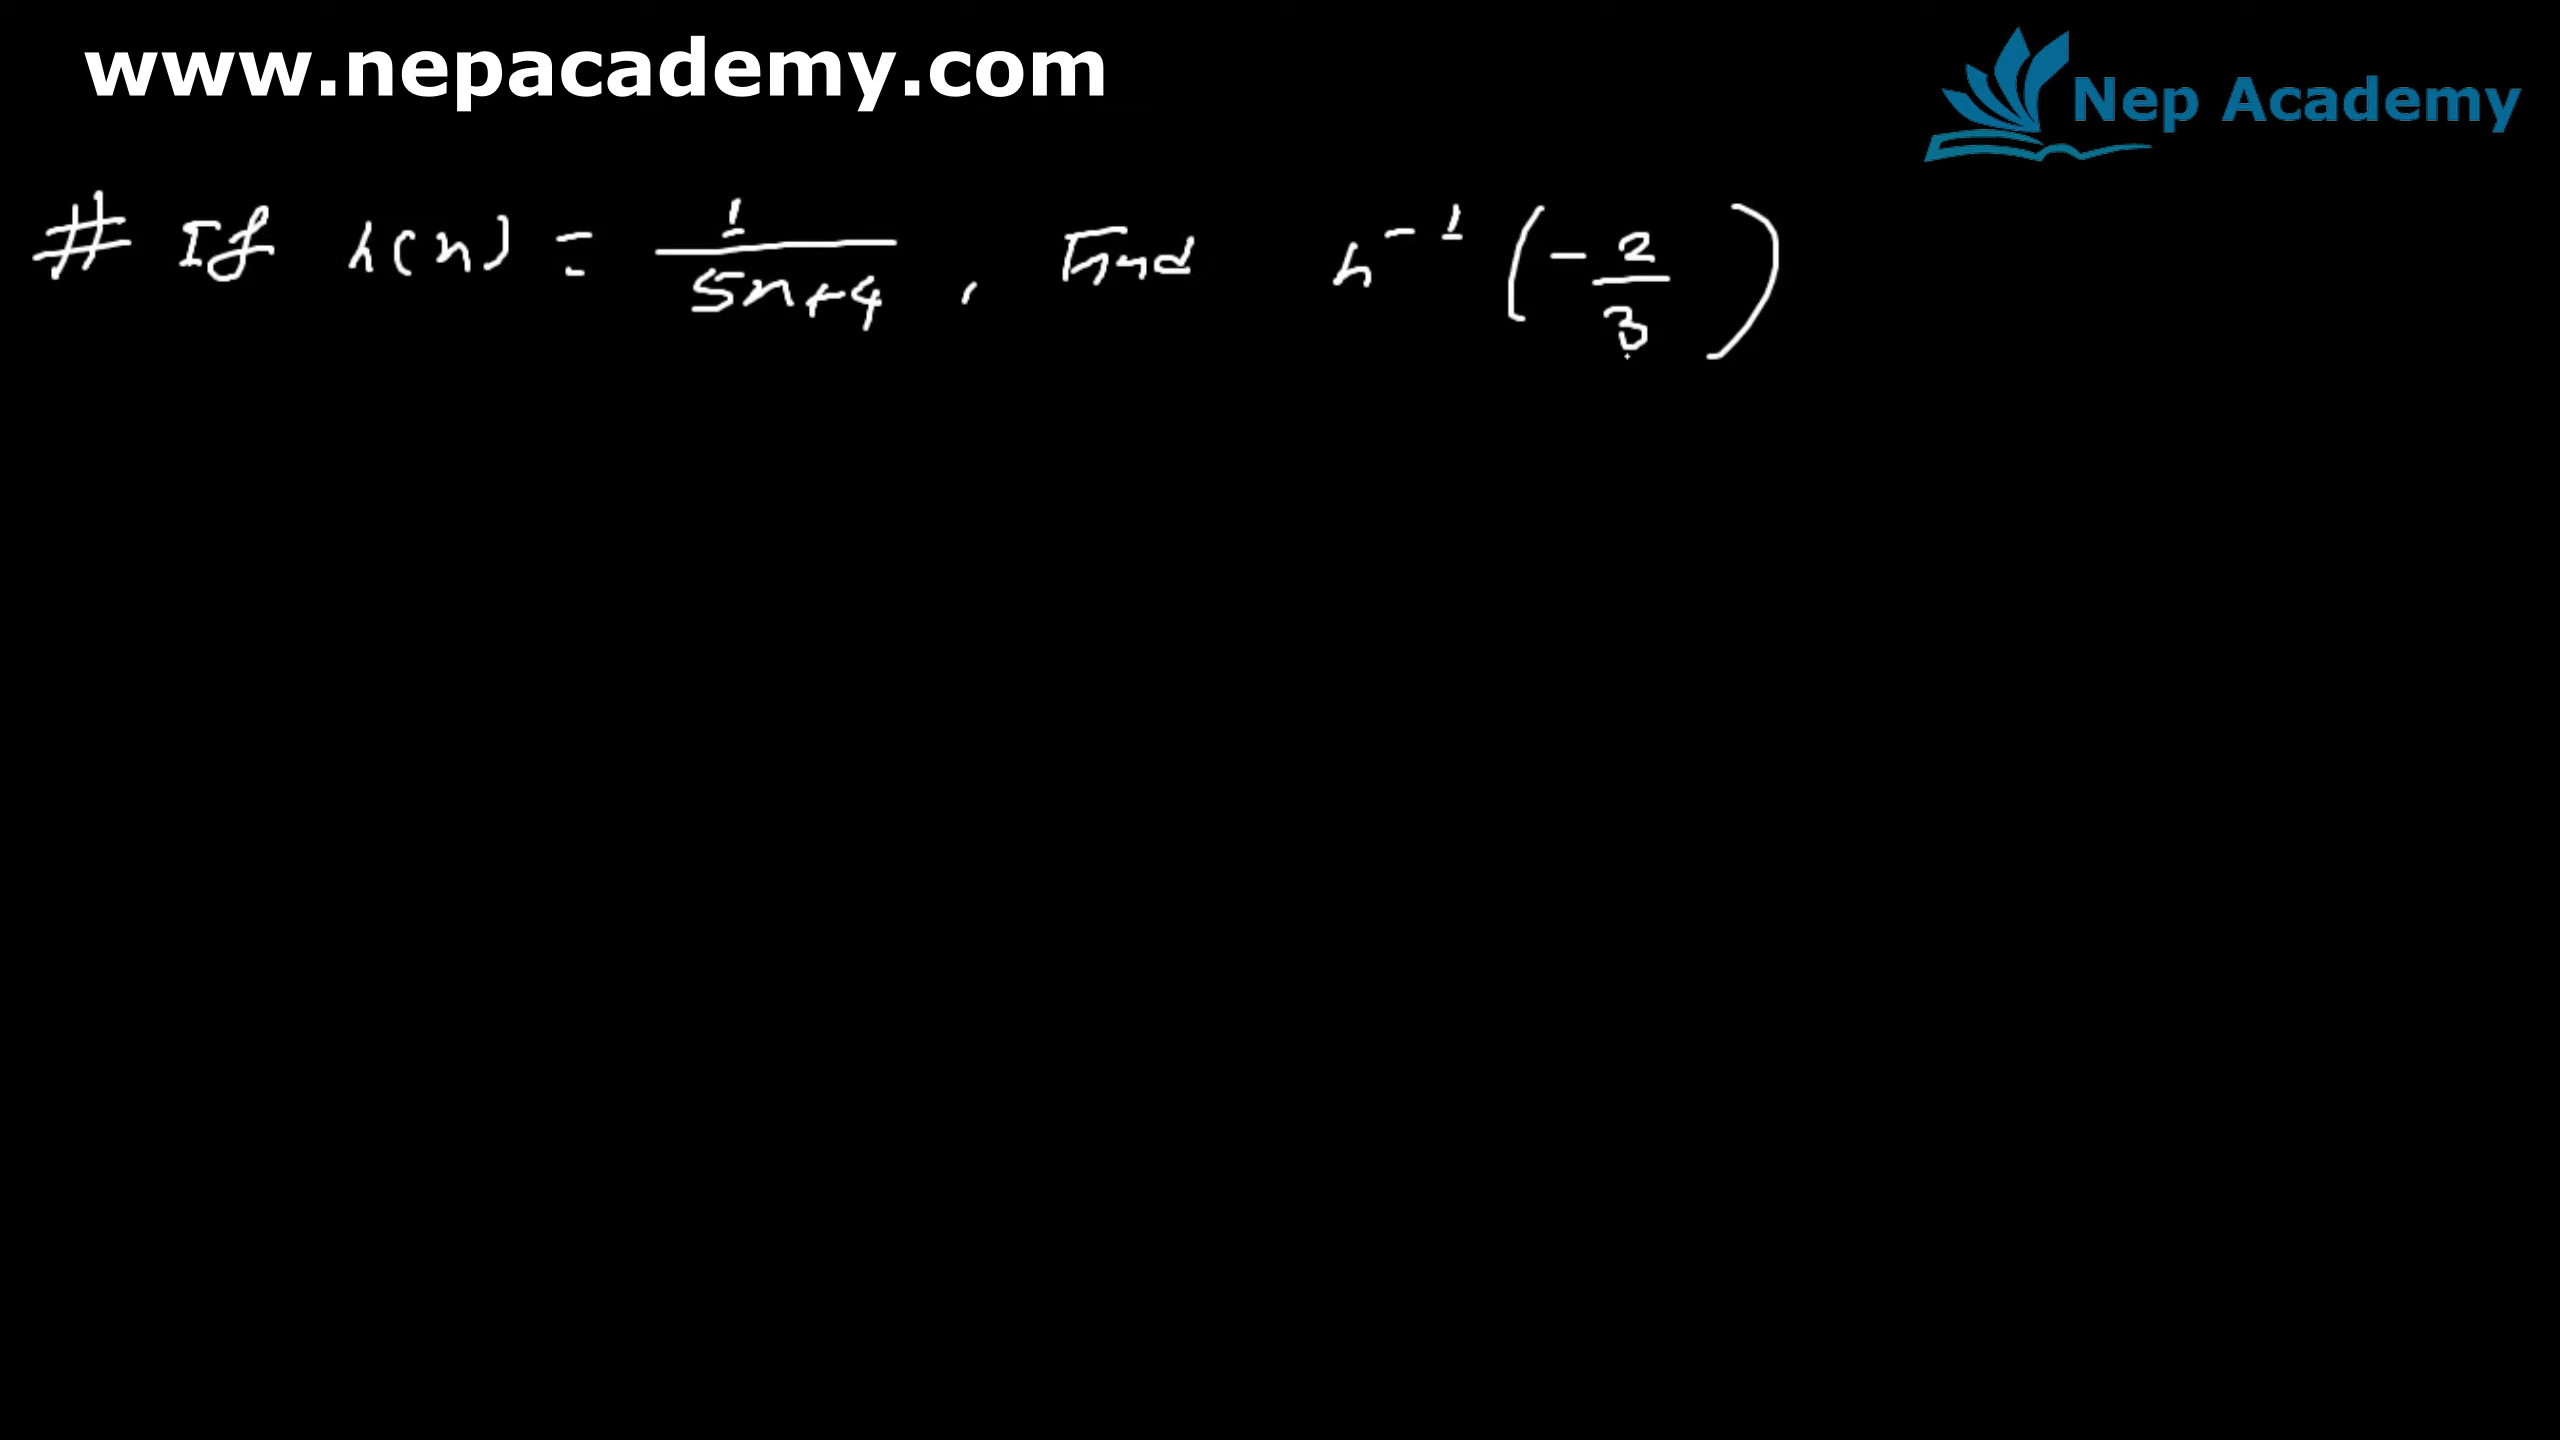 www.nepacademy.com
Nep Academy
# If h(x) = 1/(5x+4), Find h⁻¹(-2/3)